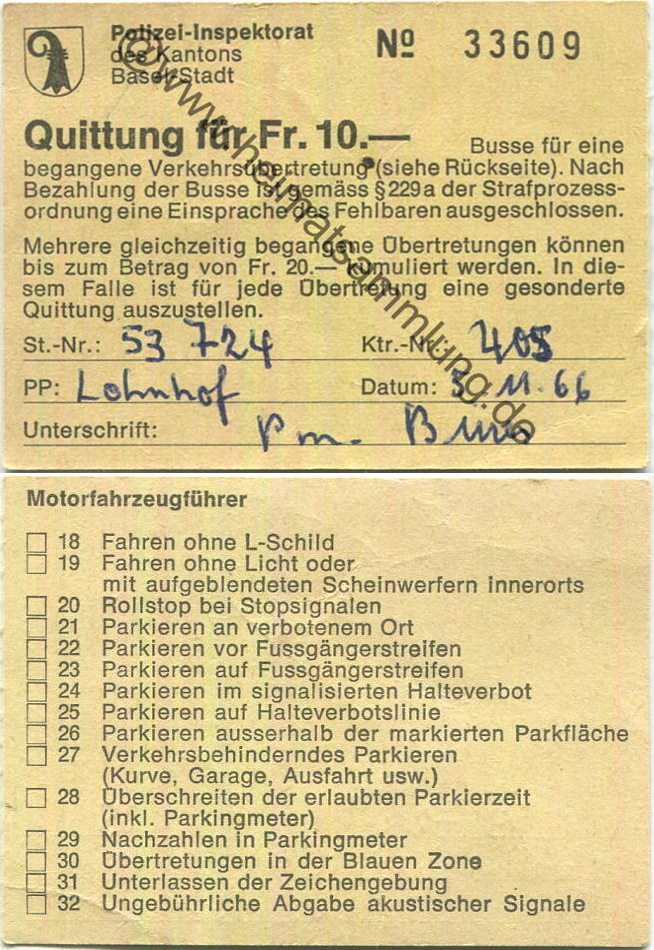 Polizei-Inspektorat
des Kantons
Basel-Stadt
№ 33609
Quittung für Fr. 10.— Busse für eine
begangene Verkehrsübertretung (siehe Rückseite). Nach
Bezahlung der Busse ist gemäss § 229a der Strafprozess-
ordnung eine Einsprache des Fehlbaren ausgeschlossen.
Mehrere gleichzeitig begangene Übertretungen können
bis zum Betrag von Fr. 20.— kumuliert werden. In die-
sem Falle ist für jede Übertretung eine gesonderte
Quittung auszustellen.
St.-Nr.: 53 724 Ktr.-Nr.: 405
PP: Lohnhof Datum: 3. 11. 66
Unterschrift: Pm.
©www.heimatsammlung.de
Motorfahrzeugführer
18 Fahren ohne L-Schild
19 Fahren ohne Licht oder
mit aufgeblendeten Scheinwerfern innerorts
20 Rollstop bei Stopsignalen
21 Parkieren an verbotenem Ort
22 Parkieren vor Fussgängerstreifen
23 Parkieren auf Fussgängerstreifen
24 Parkieren im signalisierten Halteverbot
25 Parkieren auf Halteverbotslinie
26 Parkieren ausserhalb der markierten Parkfläche
27 Verkehrsbehinderndes Parkieren
(Kurve, Garage, Ausfahrt usw.)
28 Überschreiten der erlaubten Parkierzeit
(inkl. Parkingmeter)
29 Nachzahlen in Parkingmeter
30 Übertretungen in der Blauen Zone
31 Unterlassen der Zeichengebung
32 Ungebührliche Abgabe akustischer Signale